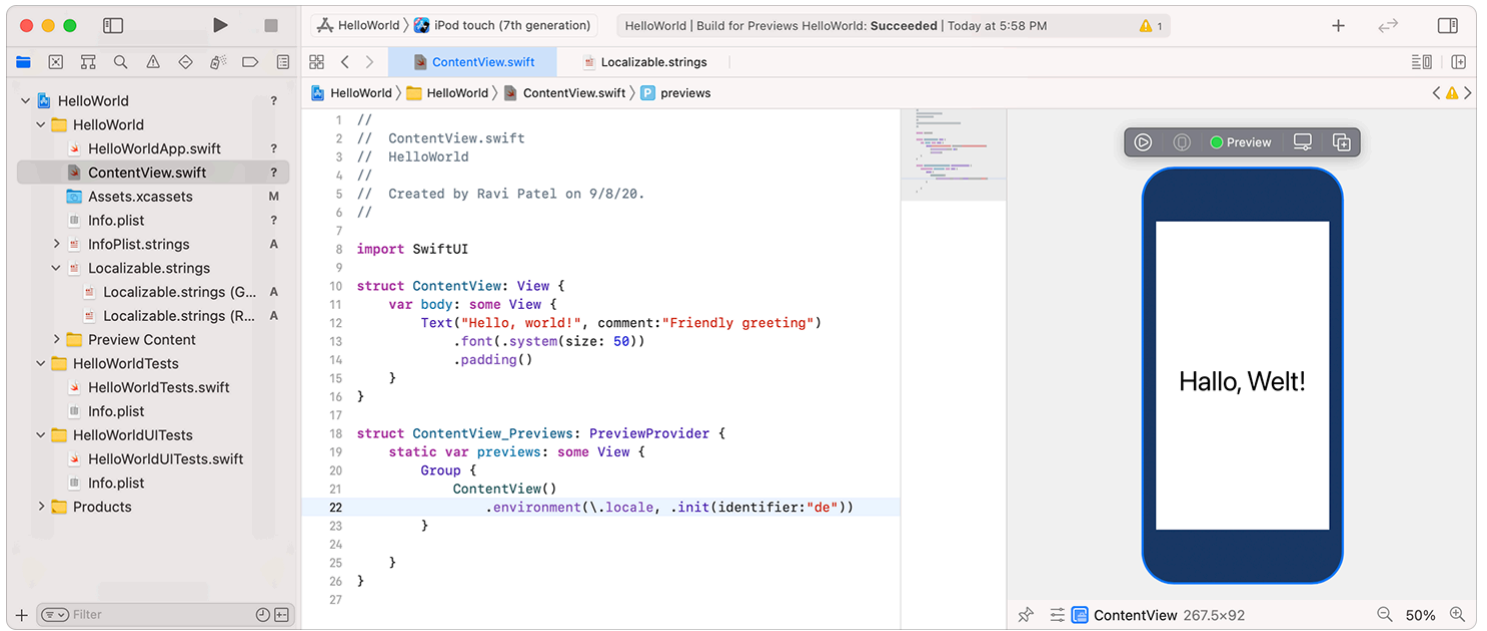 HelloWorld
iPod touch (7th generation)
HelloWorld | Build for Previews HelloWorld: Succeeded | Today at 5:58 PM
1
ContentView.swift
Localizable.strings
HelloWorld
HelloWorld
ContentView.swift
P previews
HelloWorld ?
HelloWorld
HelloWorldApp.swift ?
ContentView.swift ?
Assets.xcassets M
Info.plist ?
InfoPlist.strings A
Localizable.strings
Localizable.strings (G... A
Localizable.strings (R... A
Preview Content
HelloWorldTests
HelloWorldTests.swift
Info.plist
HelloWorldUITests
HelloWorldUITests.swift
Info.plist
Products
Filter
1 //
2 //  ContentView.swift
3 //  HelloWorld
4 //
5 //  Created by Ravi Patel on 9/8/20.
6 //
7
8 import SwiftUI
9
10 struct ContentView: View {
11     var body: some View {
12         Text("Hello, world!", comment:"Friendly greeting")
13             .font(.system(size: 50))
14             .padding()
15     }
16 }
17
18 struct ContentView_Previews: PreviewProvider {
19     static var previews: some View {
20         Group {
21             ContentView()
22                 .environment(\.locale, .init(identifier:"de"))
23         }
24
25     }
26 }
27
Preview
Hallo, Welt!
ContentView 267.5×92
50%